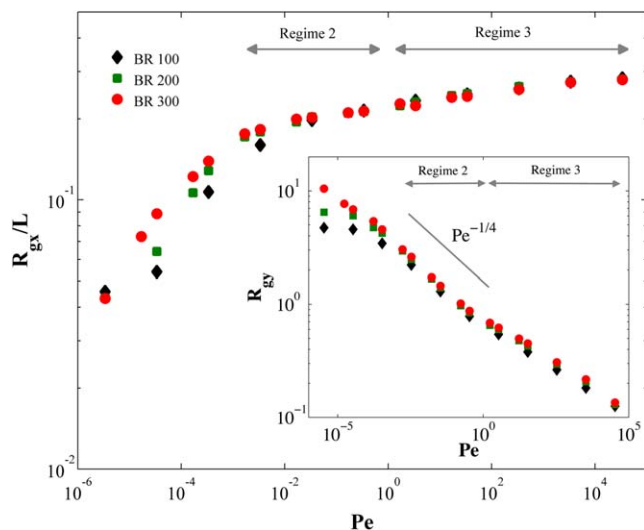 Regime 2 Regime 3
BR 100
BR 200
BR 300
10^-1
R_gx/L
10^-2
10^-6 10^-4 10^-2 10^0 10^2 10^4
Pe
Regime 2 Regime 3
10^1
Pe^-1/4
R_gy
10^0
10^-1
10^-5 10^0 10^5
Pe